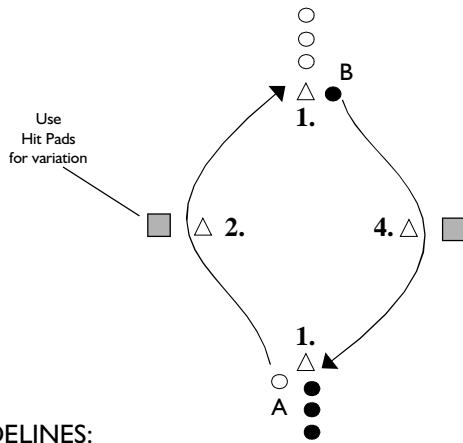 B
1.
Use
Hit Pads
for variation
2.
4.
1.
A
DELINES: